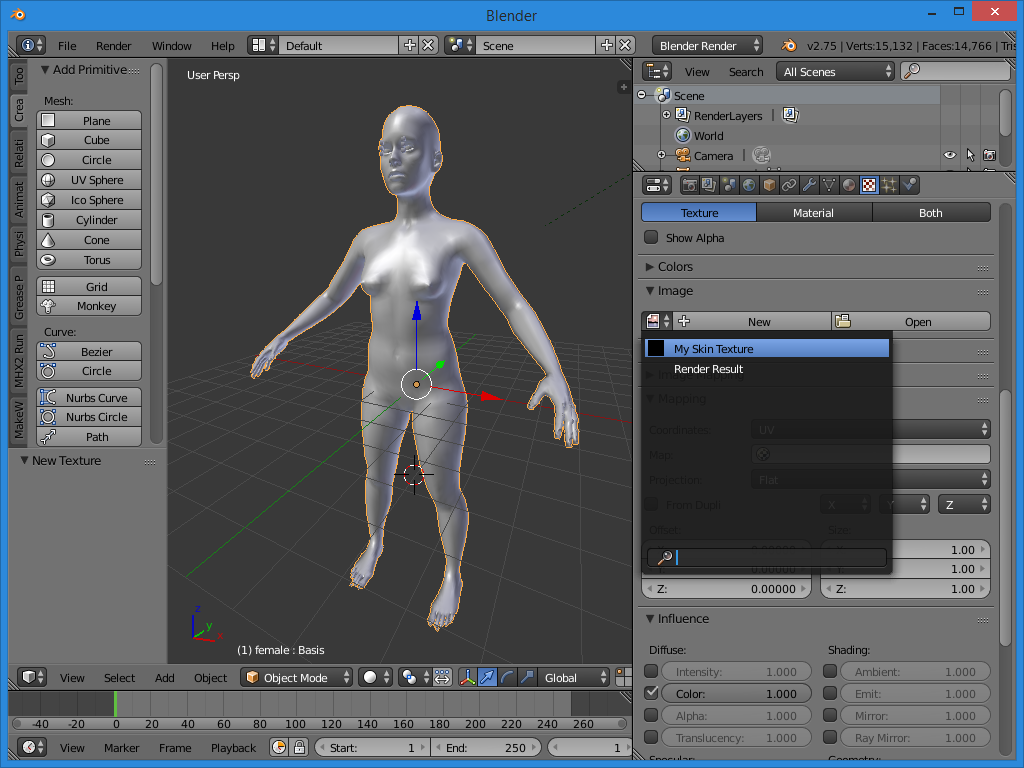 Blender
File Render Window Help Default Scene Blender Render v2.75 | Verts:15,132 | Faces:14,766 | Tris
View Search All Scenes
Scene
RenderLayers |
World
Camera |
Too
Crea
Relati
Animat
Physi
Grease P
MHX2 Run
MakeW
Add Primitive
Mesh:
Plane
Cube
Circle
UV Sphere
Ico Sphere
Cylinder
Cone
Torus
Grid
Monkey
Curve:
Bezier
Circle
Nurbs Curve
Nurbs Circle
Path
New Texture
User Persp
z
y
x
(1) female : Basis
Texture Material Both
Show Alpha
Colors
Image
New Open
My Skin Texture
Render Result
Image Mapping
Mapping
Coordinates: UV
Map:
Projection: Flat
From Dupli X Y Z
Offset: Size:
0.00000 1.00
Y: 0.00000 Y: 1.00
Z: 0.00000 Z: 1.00
Influence
Diffuse: Shading:
Intensity: 1.000 Ambient: 1.000
Color: 1.000 Emit: 1.000
Alpha: 1.000 Mirror: 1.000
Translucency: 1.000 Ray Mirror: 1.000
Specular: Geometry:
View Select Add Object Object Mode Global
-40 -20 0 20 40 60 80 100 120 140 160 180 200 220 240 260
View Marker Frame Playback Start: 1 End: 250 1